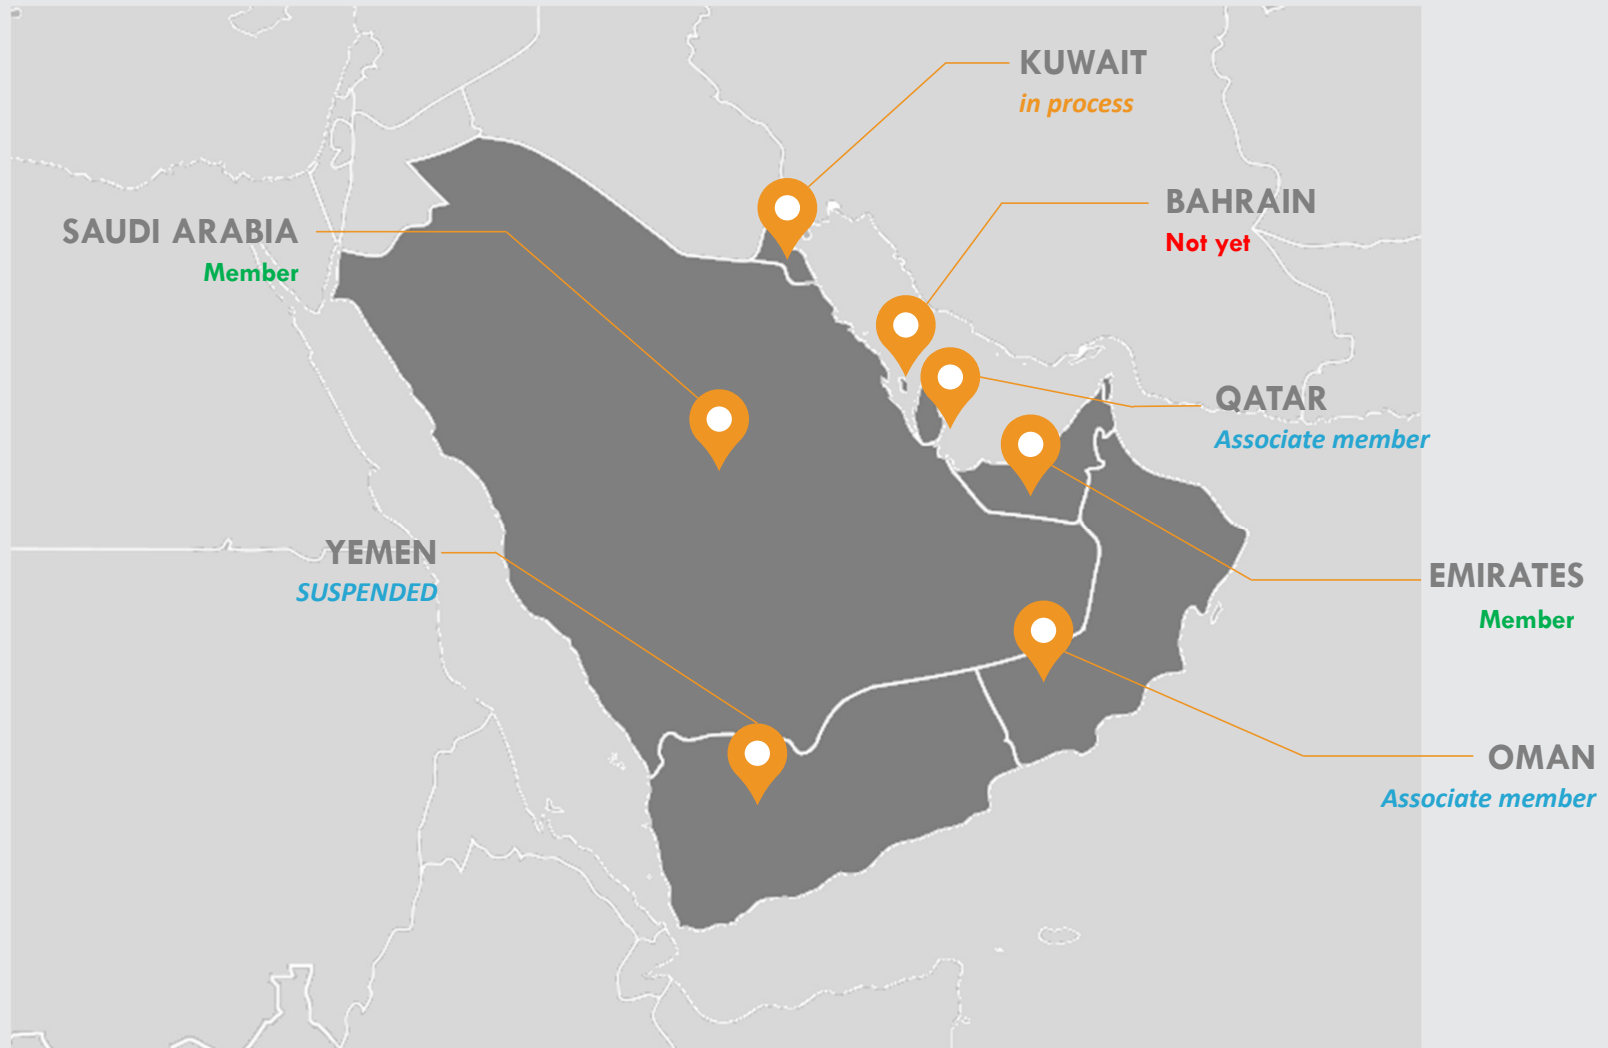 KUWAIT
in process
BAHRAIN
Not yet
SAUDI ARABIA
Member
QATAR
Associate member
YEMEN
SUSPENDED
EMIRATES
Member
OMAN
Associate member